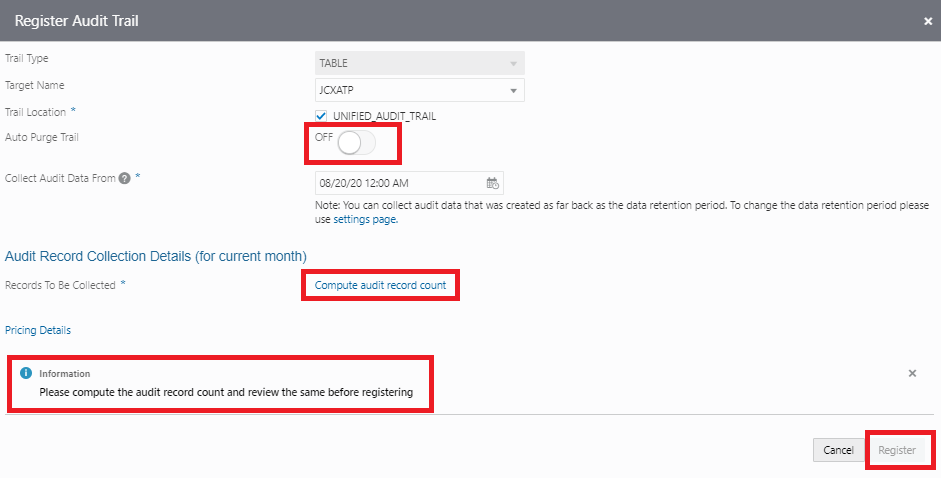 Register Audit Trail
Trail Type
TABLE
Target Name
JCXATP
Trail Location *
UNIFIED_AUDIT_TRAIL
Auto Purge Trail
OFF
Collect Audit Data From ? *
08/20/20 12:00 AM
Note: You can collect audit data that was created as far back as the data retention period. To change the data retention period please
use settings page.
Audit Record Collection Details (for current month)
Records To Be Collected *
Compute audit record count
Pricing Details
Information
Please compute the audit record count and review the same before registering
Cancel
Register